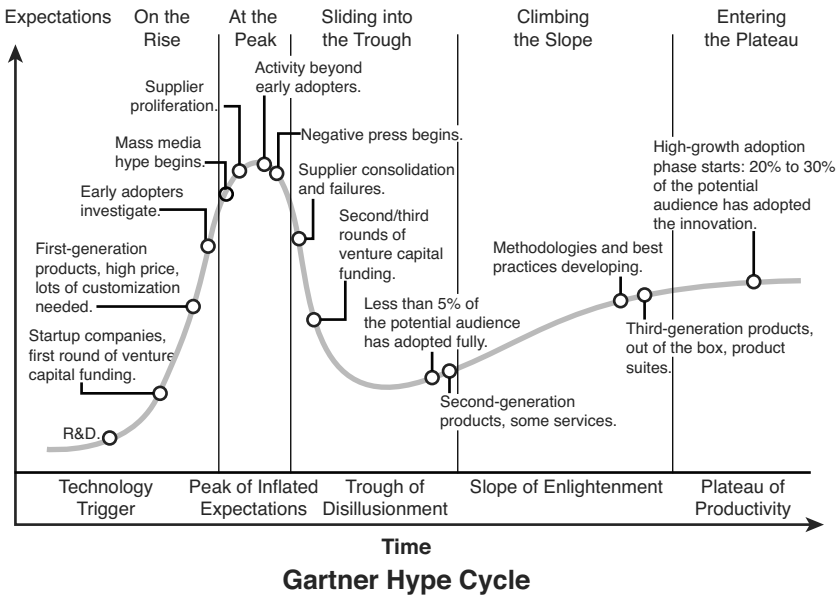 Expectations
On the
Rise
At the
Peak
Sliding into
the Trough
Climbing
the Slope
Entering
the Plateau
Activity beyond
early adopters.
Supplier
proliferation.
Negative press begins.
Mass media
hype begins.
Supplier consolidation
and failures.
Early adopters
investigate.
Second/third
rounds of
venture capital
funding.
First-generation
products, high price,
lots of customization
needed.
Less than 5% of
the potential audience
has adopted fully.
Startup companies,
first round of venture
capital funding.
R&D.
Second-generation
products, some services.
Methodologies and best
practices developing.
Third-generation products,
out of the box, product
suites.
High-growth adoption
phase starts: 20% to 30%
of the potential
audience has adopted
the innovation.
Technology
Trigger
Peak of Inflated
Expectations
Trough of
Disillusionment
Slope of Enlightenment
Plateau of
Productivity
Time
Gartner Hype Cycle